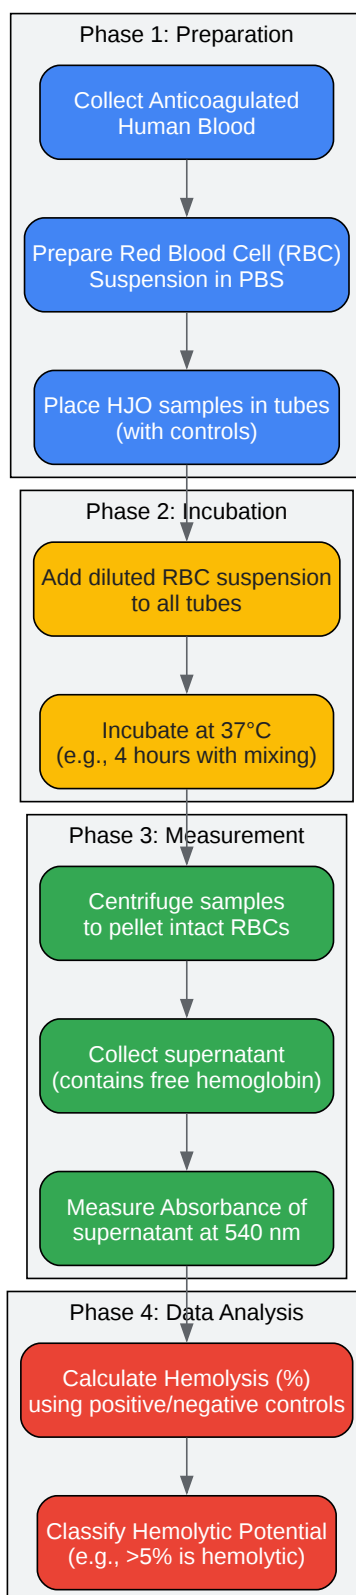 Phase 1: Preparation
Collect Anticoagulated
Human Blood
Prepare Red Blood Cell (RBC)
Suspension in PBS
Place HJO samples in tubes
(with controls)
Phase 2: Incubation
Add diluted RBC suspension
to all tubes
Incubate at 37°C
(e.g., 4 hours with mixing)
Phase 3: Measurement
Centrifuge samples
to pellet intact RBCs
Collect supernatant
(contains free hemoglobin)
Measure Absorbance of
supernatant at 540 nm
Phase 4: Data Analysis
Calculate Hemolysis (%)
using positive/negative controls
Classify Hemolytic Potential
(e.g., >5% is hemolytic)